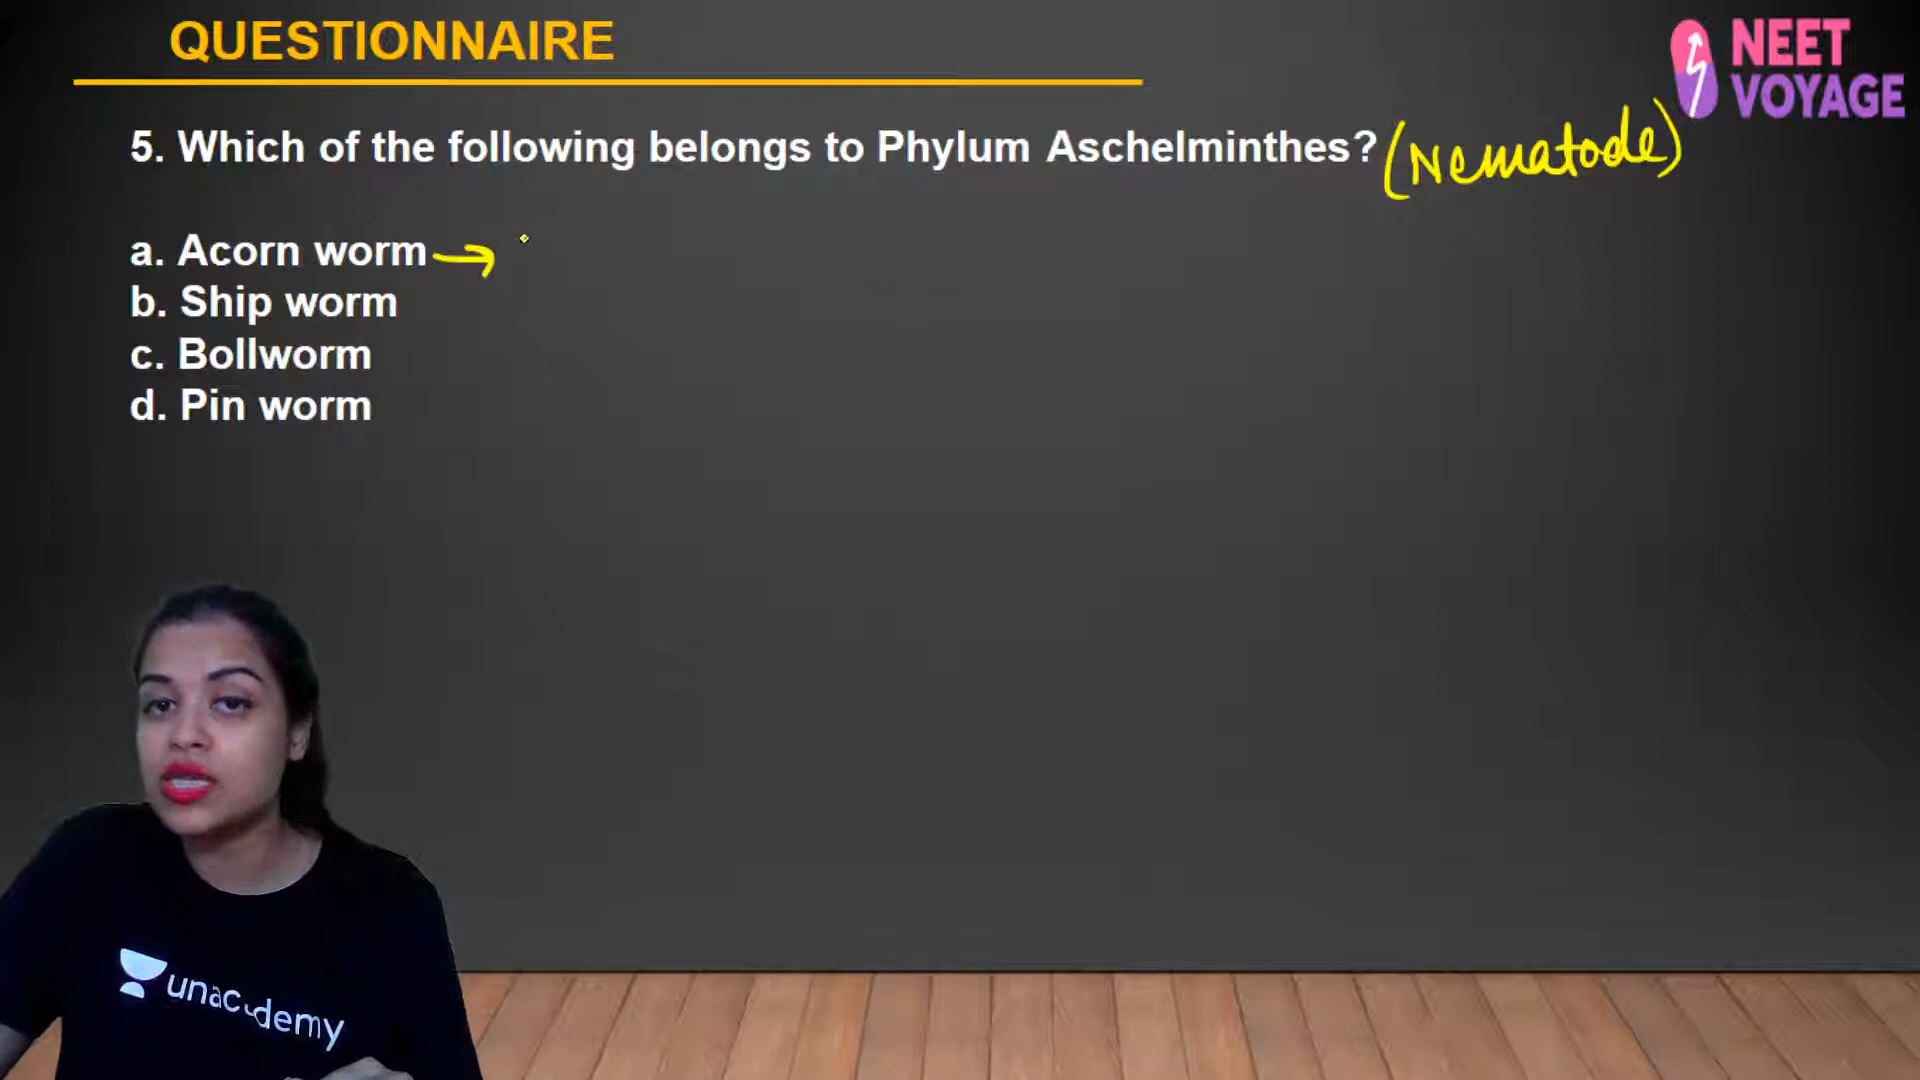 QUESTIONNAIRE
NEET
VOYAGE
5. Which of the following belongs to Phylum Aschelminthes? (Nematode)
a. Acorn worm →
b. Ship worm
c. Bollworm
d. Pin worm
unacademy